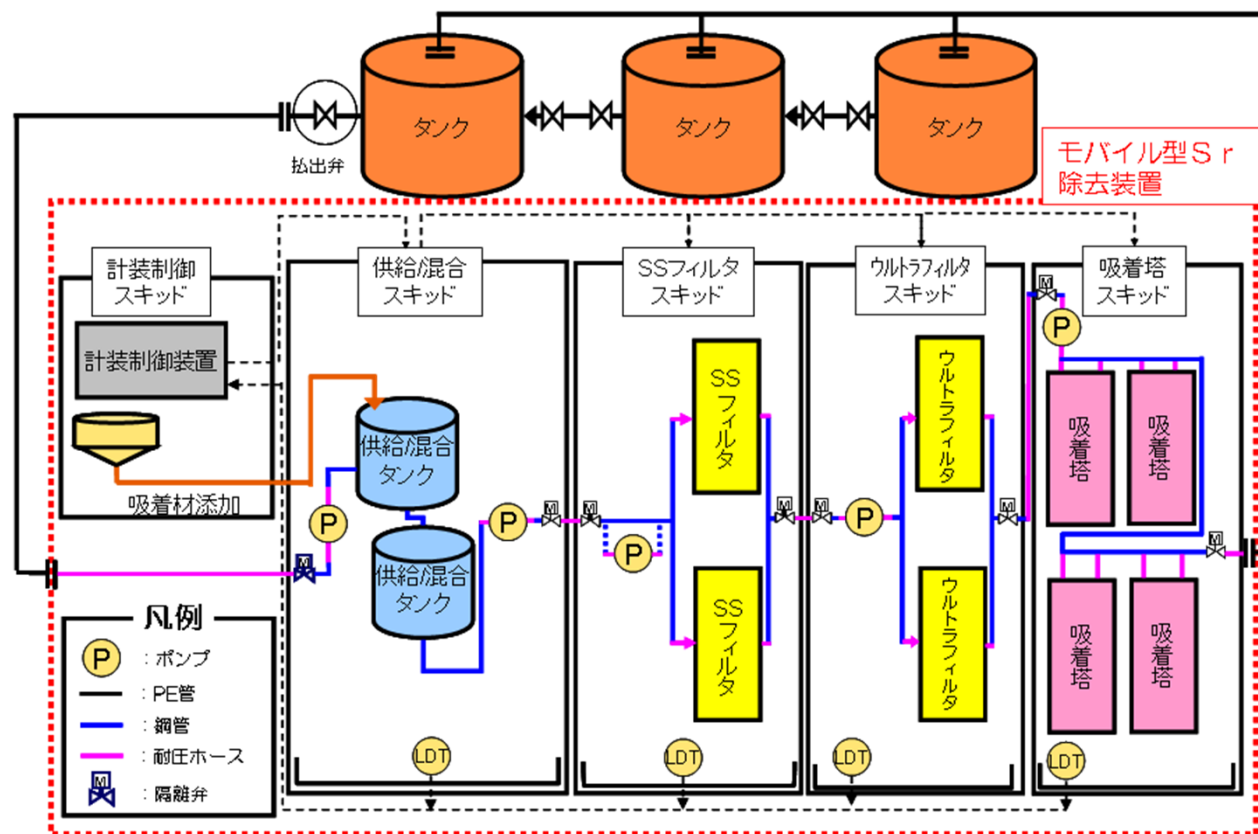 タンク
タンク
タンク
払出弁
モバイル型Ｓｒ
除去装置
計装制御
スキッド
供給/混合
スキッド
SSフィルタ
スキッド
ウルトラフィルタ
スキッド
吸着塔
スキッド
計装制御装置
吸着材添加
供給/混合
タンク
供給/混合
タンク
P
P
P
SS
フィルタ
SS
フィルタ
P
ウルトラフィルタ
ウルトラフィルタ
P
吸着塔
吸着塔
吸着塔
吸着塔
M
M
M
M
M
M
M
M
LDT
LDT
LDT
LDT
凡例
P
：ポンプ
：PE管
：鋼管
：耐圧ホース
M
：隔離弁